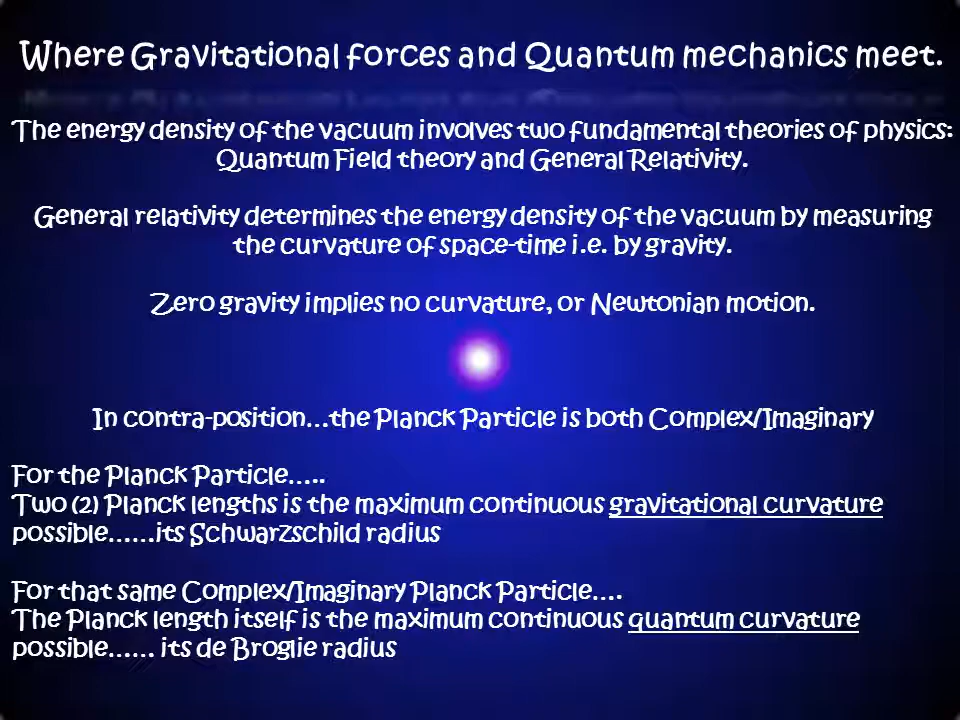 Where Gravitational forces and Quantum mechanics meet.
The energy density of the vacuum involves two fundamental theories of physics:
Quantum Field theory and General Relativity.
General relativity determines the energy density of the vacuum by measuring
the curvature of space-time i.e. by gravity.
Zero gravity implies no curvature, or Newtonian motion.
In contra-position...the Planck Particle is both Complex/Imaginary
For the Planck Particle.....
Two (2) Planck lengths is the maximum continuous gravitational curvature
possible......its Schwarzschild radius
For that same Complex/Imaginary Planck Particle....
The Planck length itself is the maximum continuous quantum curvature
possible...... its de Broglie radius